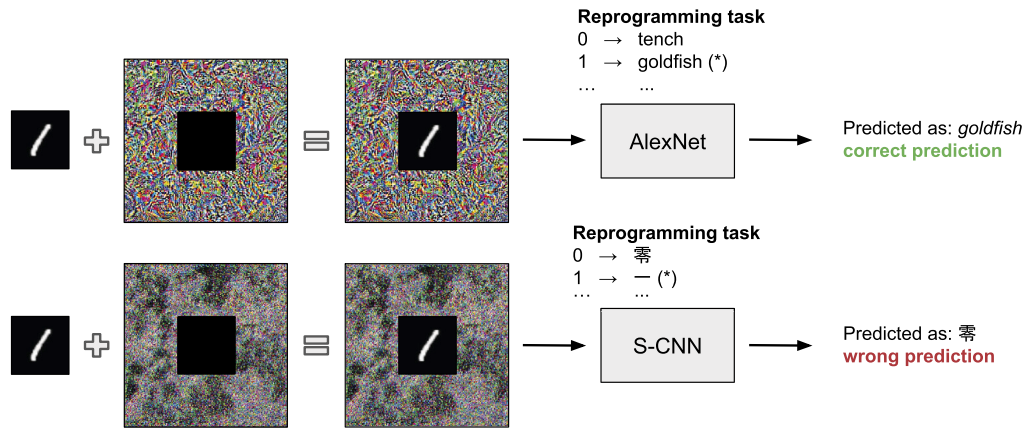 Reprogramming task
0 → tench
1 → goldfish (*)
... ...
AlexNet
Predicted as: goldfish
correct prediction
Reprogramming task
0 → 零
1 → 一 (*)
... ...
S-CNN
Predicted as: 零
wrong prediction